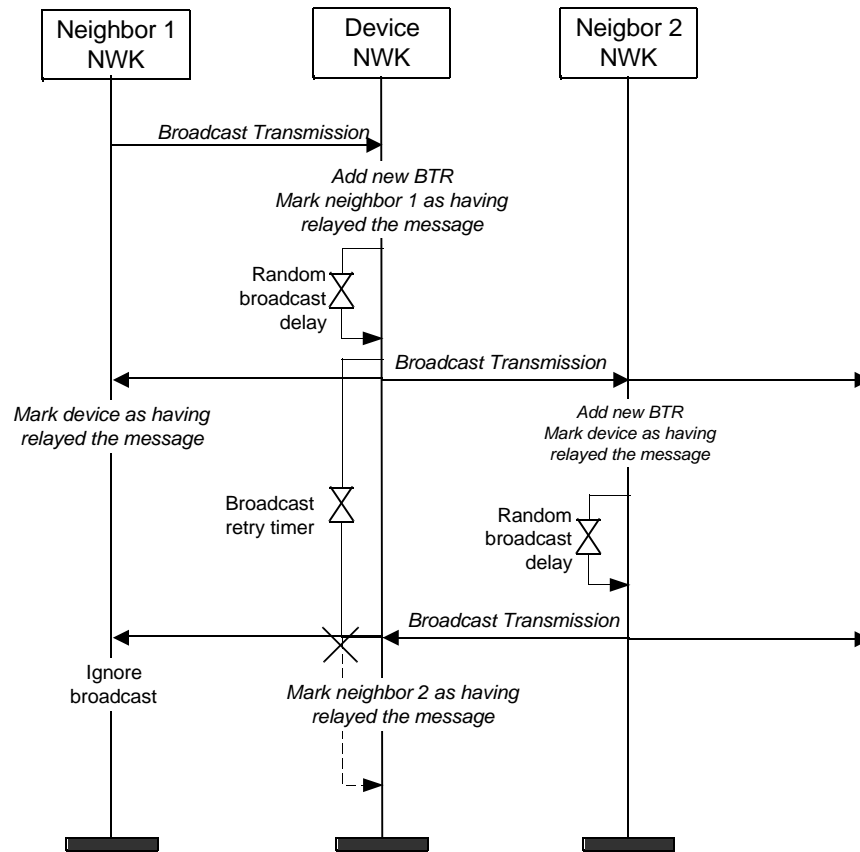 Neighbor 1
NWK
Device
NWK
Neigbor 2
NWK
Broadcast Transmission
Add new BTR
Mark neighbor 1 as having
relayed the message
Random
broadcast
delay
Broadcast Transmission
Mark device as having
relayed the message
Add new BTR
Mark device as having
relayed the message
Broadcast
retry timer
Random
broadcast
delay
Broadcast Transmission
Ignore
broadcast
Mark neighbor 2 as having
relayed the message